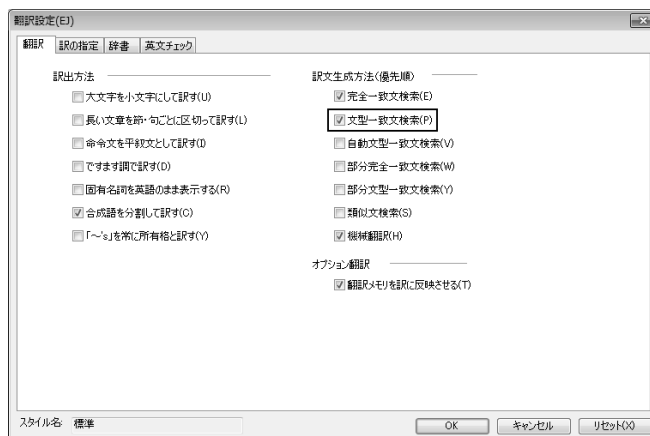 翻訳設定(EJ)
翻訳 訳の指定 辞書 英文チェック
訳出方法
大文字を小文字にして訳す(U)
長い文章を節・句ごとに区切って訳す(L)
命令文を平叙文として訳す(I)
ですます調で訳す(D)
固有名詞を英語のまま表示する(R)
合成語を分割して訳す(C)
「～'s」を常に所有格と訳す(Y)
訳文生成方法(優先順)
完全一致文検索(E)
文型一致文検索(P)
自動文型一致文検索(V)
部分完全一致文検索(W)
部分文型一致文検索(Y)
類似文検索(S)
機械翻訳(H)
オプション翻訳
翻訳メモリを訳に反映させる(T)
スタイル名: 標準
OK キャンセル リセット(X)